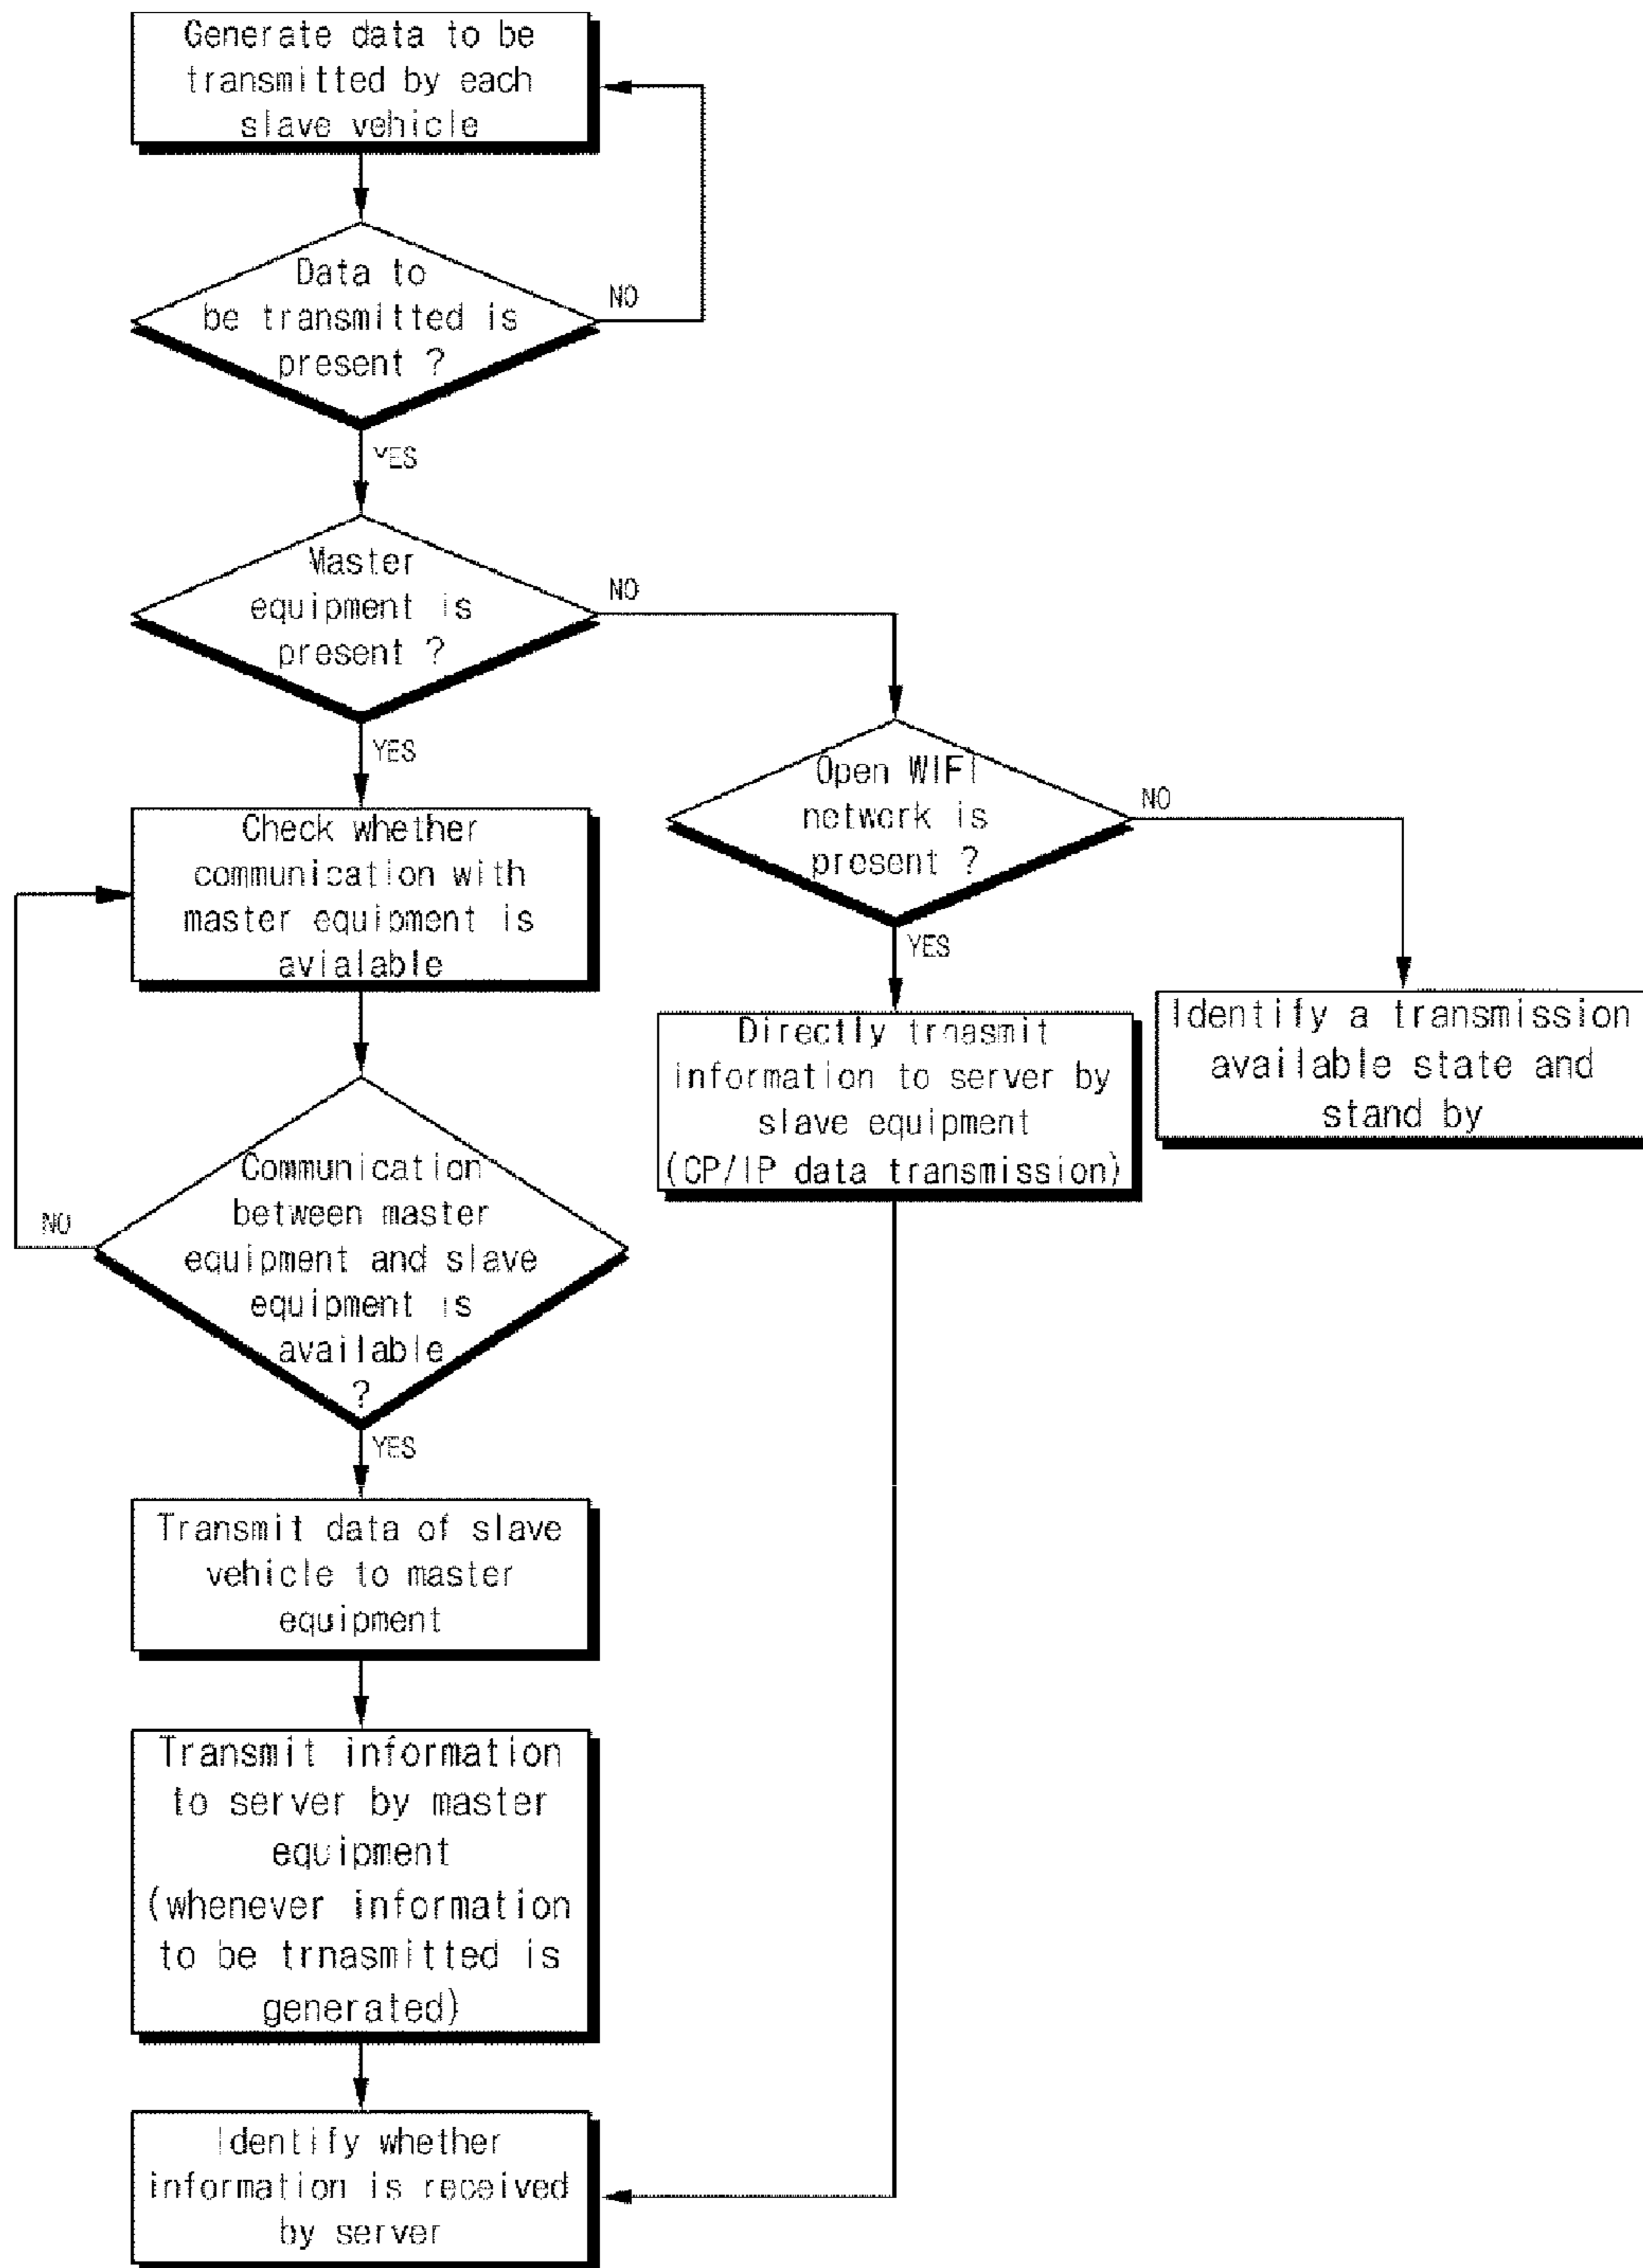 Generate data to be
transmitted by each
slave vehicle
Data to
be transmitted is
present ?
NO
YES
Master
equipment is
present ?
NO
YES
Open WIFI
network is
present ?
NO
YES
Check whether
communication with
master equipment is
avialable
Directly trnasmit
information to server by
slave equipment
(CP/IP data transmission)
Identify a transmission
available state and
stand by
Communication
between master
equipment and slave
equipment is
available
?
NO
YES
Transmit data of slave
vehicle to master
equipment
Transmit information
to server by master
equipment
(whenever information
to be trnasmitted is
generated)
Identify whether
information is received
by server